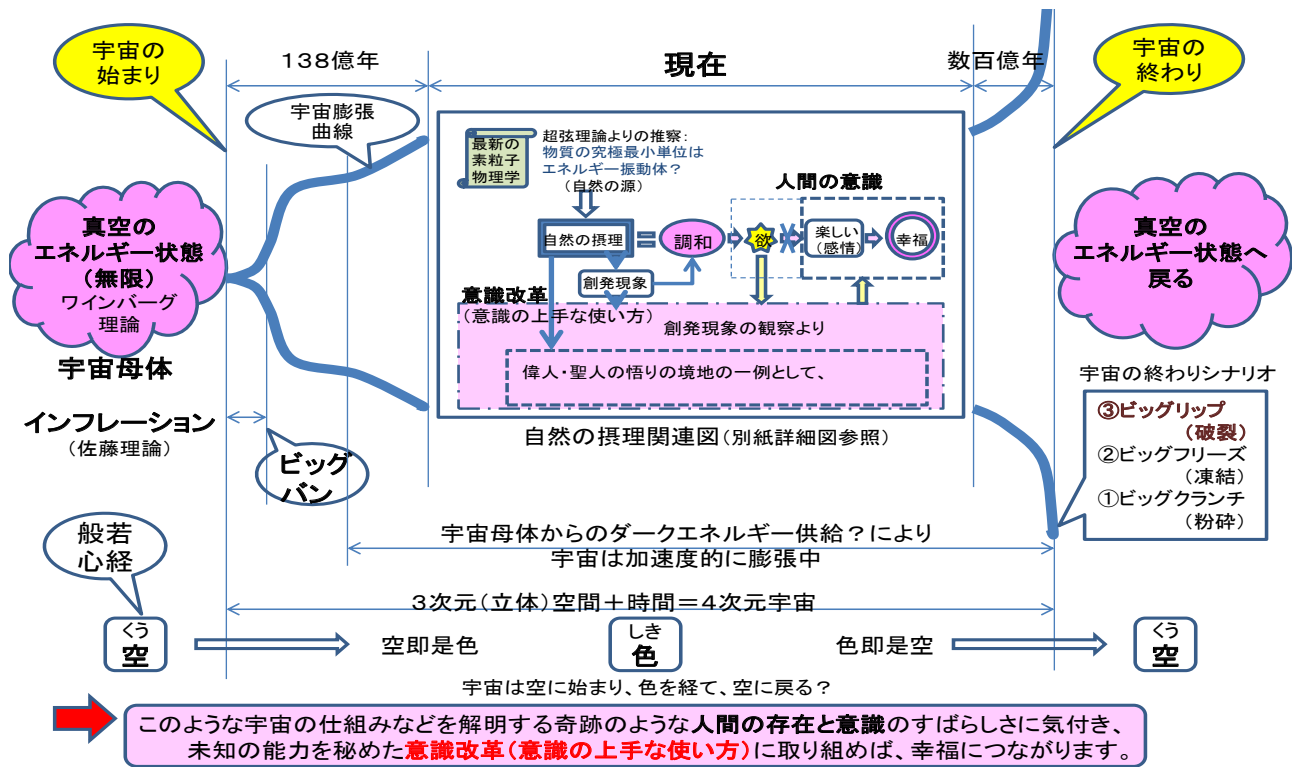 宇宙の
始まり
138億年
現在
数百億年
宇宙の
終わり
宇宙膨張
曲線
最新の
素粒子
物理学
超弦理論よりの推察:
物質の究極最小単位は
エネルギー振動体?
(自然の源)
人間の意識
自然の摂理
調和
欲
楽しい
(感情)
幸福
創発現象
意識改革
(意識の上手な使い方)
創発現象の観察より
偉人・聖人の悟りの境地の一例として、
真空の
エネルギー状態
(無限)
ワインバーグ
理論
宇宙母体
インフレーション
(佐藤理論)
ビッグ
バン
真空の
エネルギー状態へ
戻る
宇宙の終わりシナリオ
③ビッグリップ
(破裂)
②ビッグフリーズ
(凍結)
①ビッグクランチ
(粉砕)
自然の摂理関連図(別紙詳細図参照)
宇宙母体からのダークエネルギー供給?により
宇宙は加速度的に膨張中
般若
心経
3次元(立体)空間+時間=4次元宇宙
くう
空
空即是色
しき
色
色即是空
くう
空
宇宙は空に始まり、色を経て、空に戻る?
このような宇宙の仕組みなどを解明する奇跡のような人間の存在と意識のすばらしさに気付き、
未知の能力を秘めた意識改革(意識の上手な使い方)に取り組めば、幸福につながります。